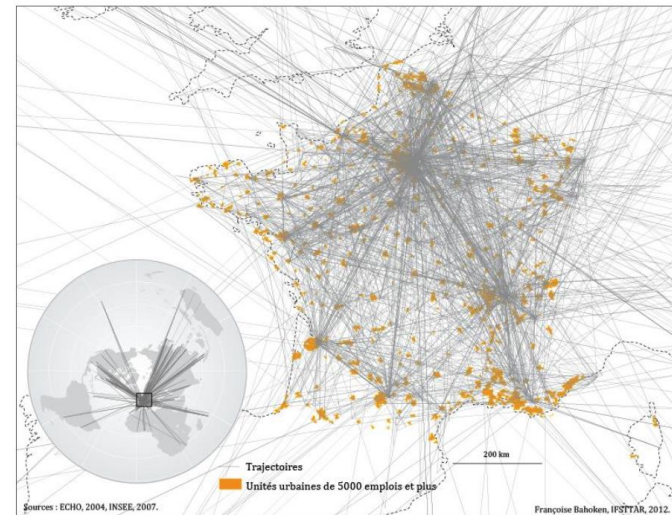 200 km
Trajectoires
Unités urbaines de 5000 emplois et plus
Sources : ECHO, 2004, INSEE, 2007.
Françoise Bahoken, IFSTTAR, 2012.